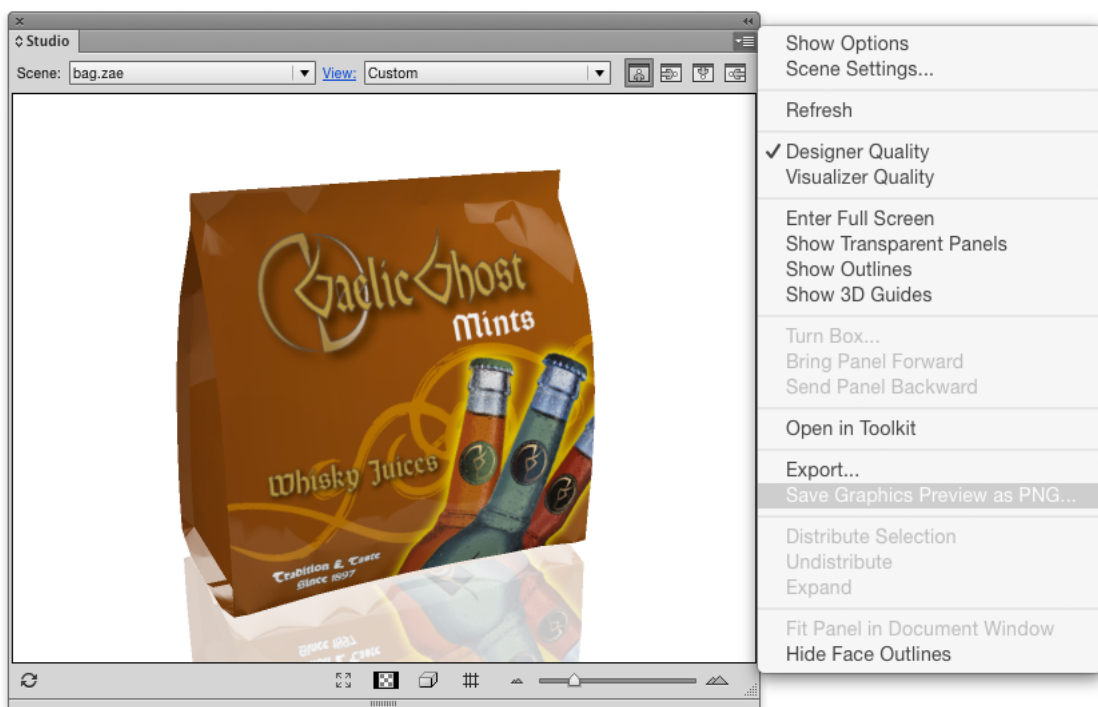 Studio
Scene: bag.zae View: Custom
Gaelic Ghost
Mints
Whisky Juices
Tradition & Taste
Since 1897
Show Options
Scene Settings...
Refresh
Designer Quality
Visualizer Quality
Enter Full Screen
Show Transparent Panels
Show Outlines
Show 3D Guides
Turn Box...
Bring Panel Forward
Send Panel Backward
Open in Toolkit
Export...
Save Graphics Preview as PNG...
Distribute Selection
Undistribute
Expand
Fit Panel in Document Window
Hide Face Outlines